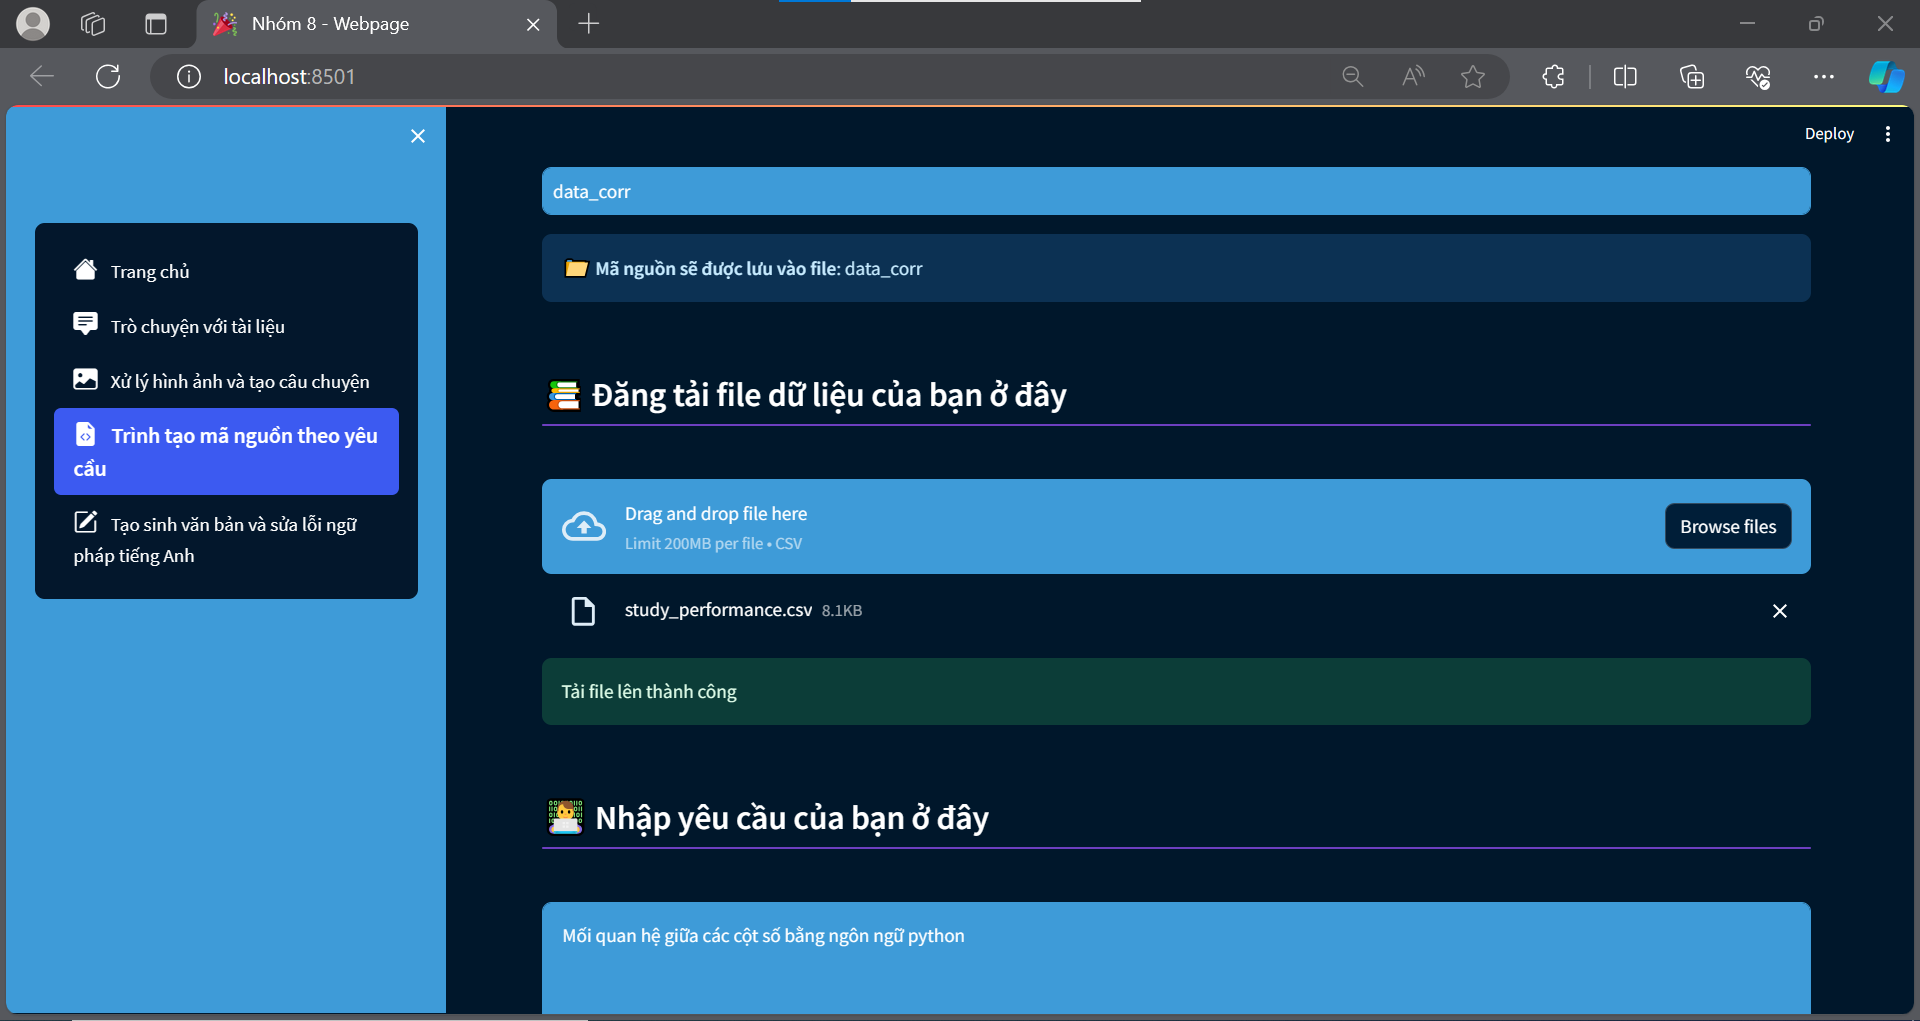 Nhóm 8 - Webpage
localhost:8501
Deploy
Trang chủ
Trò chuyện với tài liệu
Xử lý hình ảnh và tạo câu chuyện
Trình tạo mã nguồn theo yêu
cầu
Tạo sinh văn bản và sửa lỗi ngữ
pháp tiếng Anh
data_corr
Mã nguồn sẽ được lưu vào file: data_corr
Đăng tải file dữ liệu của bạn ở đây
Drag and drop file here
Limit 200MB per file • CSV
Browse files
study_performance.csv 8.1KB
Tải file lên thành công
Nhập yêu cầu của bạn ở đây
Mối quan hệ giữa các cột số bằng ngôn ngữ python